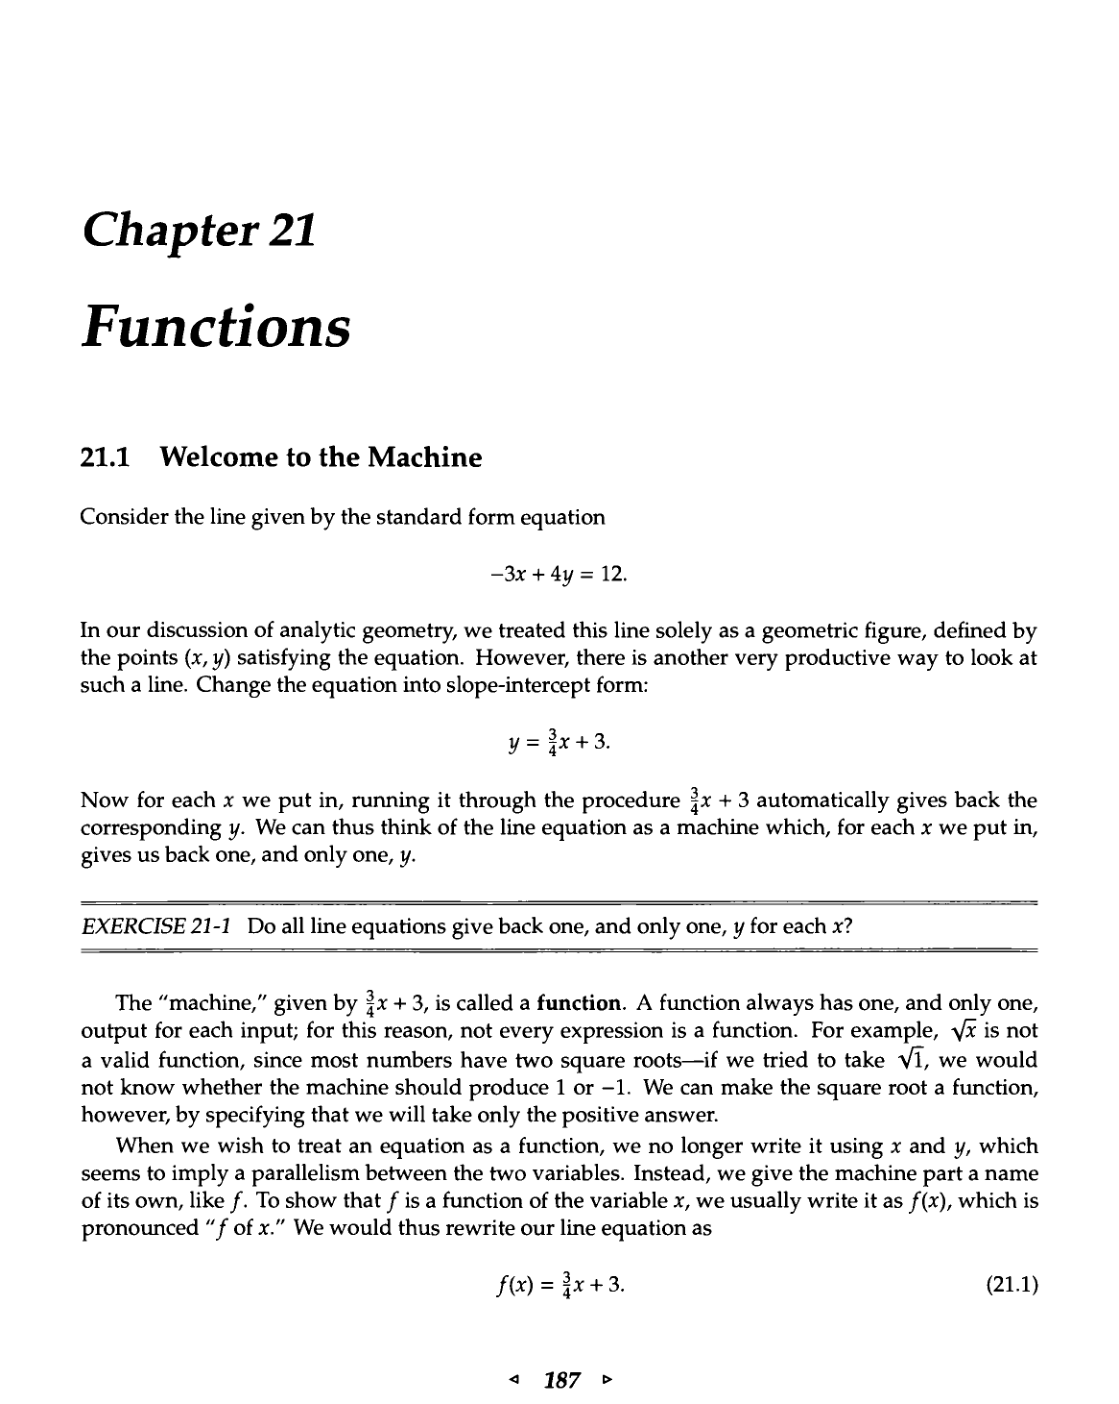 Chapter 21
Functions
21.1 Welcome to the Machine
Consider the line given by the standard form equation
−3x + 4y = 12.
In our discussion of analytic geometry, we treated this line solely as a geometric figure, defined by
the points (x, y) satisfying the equation. However, there is another very productive way to look at
such a line. Change the equation into slope-intercept form:
y = 3/4x + 3.
Now for each x we put in, running it through the procedure 3/4x + 3 automatically gives back the
corresponding y. We can thus think of the line equation as a machine which, for each x we put in,
gives us back one, and only one, y.
EXERCISE 21-1 Do all line equations give back one, and only one, y for each x?
The "machine," given by 3/4x + 3, is called a function. A function always has one, and only one,
output for each input; for this reason, not every expression is a function. For example, √x is not
a valid function, since most numbers have two square roots—if we tried to take √1, we would
not know whether the machine should produce 1 or −1. We can make the square root a function,
however, by specifying that we will take only the positive answer.
When we wish to treat an equation as a function, we no longer write it using x and y, which
seems to imply a parallelism between the two variables. Instead, we give the machine part a name
of its own, like f. To show that f is a function of the variable x, we usually write it as f(x), which is
pronounced "f of x." We would thus rewrite our line equation as
f(x) = 3/4x + 3. (21.1)
◃ 187 ▹